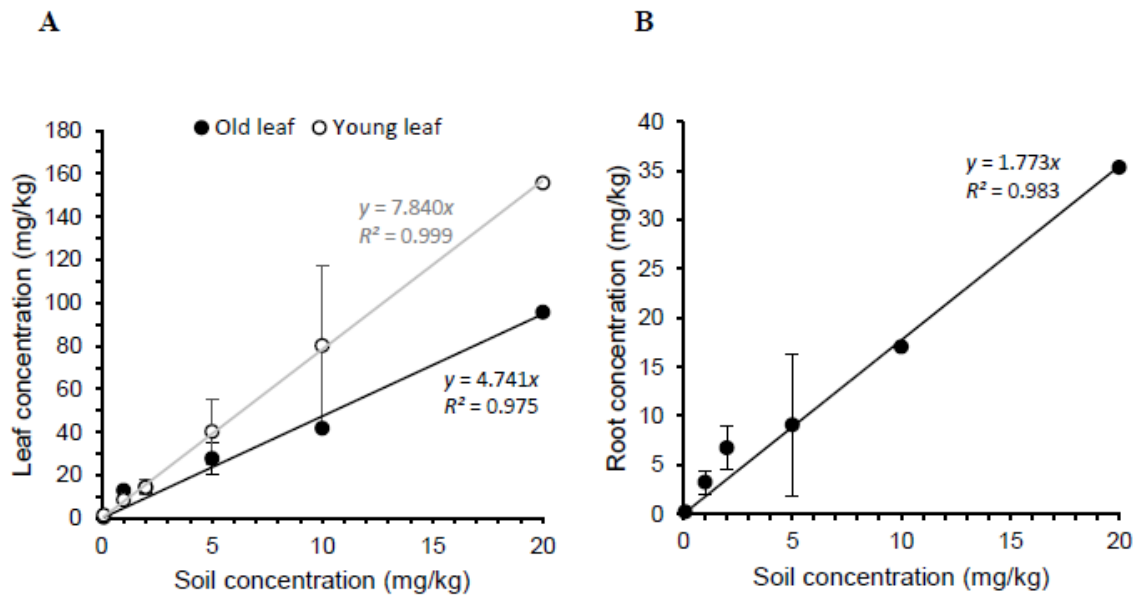 A
B
● Old leaf ○ Young leaf
Leaf concentration (mg/kg)
180
160
140
120
100
80
60
40
20
0
y = 7.840x
R² = 0.999
y = 4.741x
R² = 0.975
0 5 10 15 20
Soil concentration (mg/kg)
Root concentration (mg/kg)
40
35
30
25
20
15
10
5
0
y = 1.773x
R² = 0.983
0 5 10 15 20
Soil concentration (mg/kg)